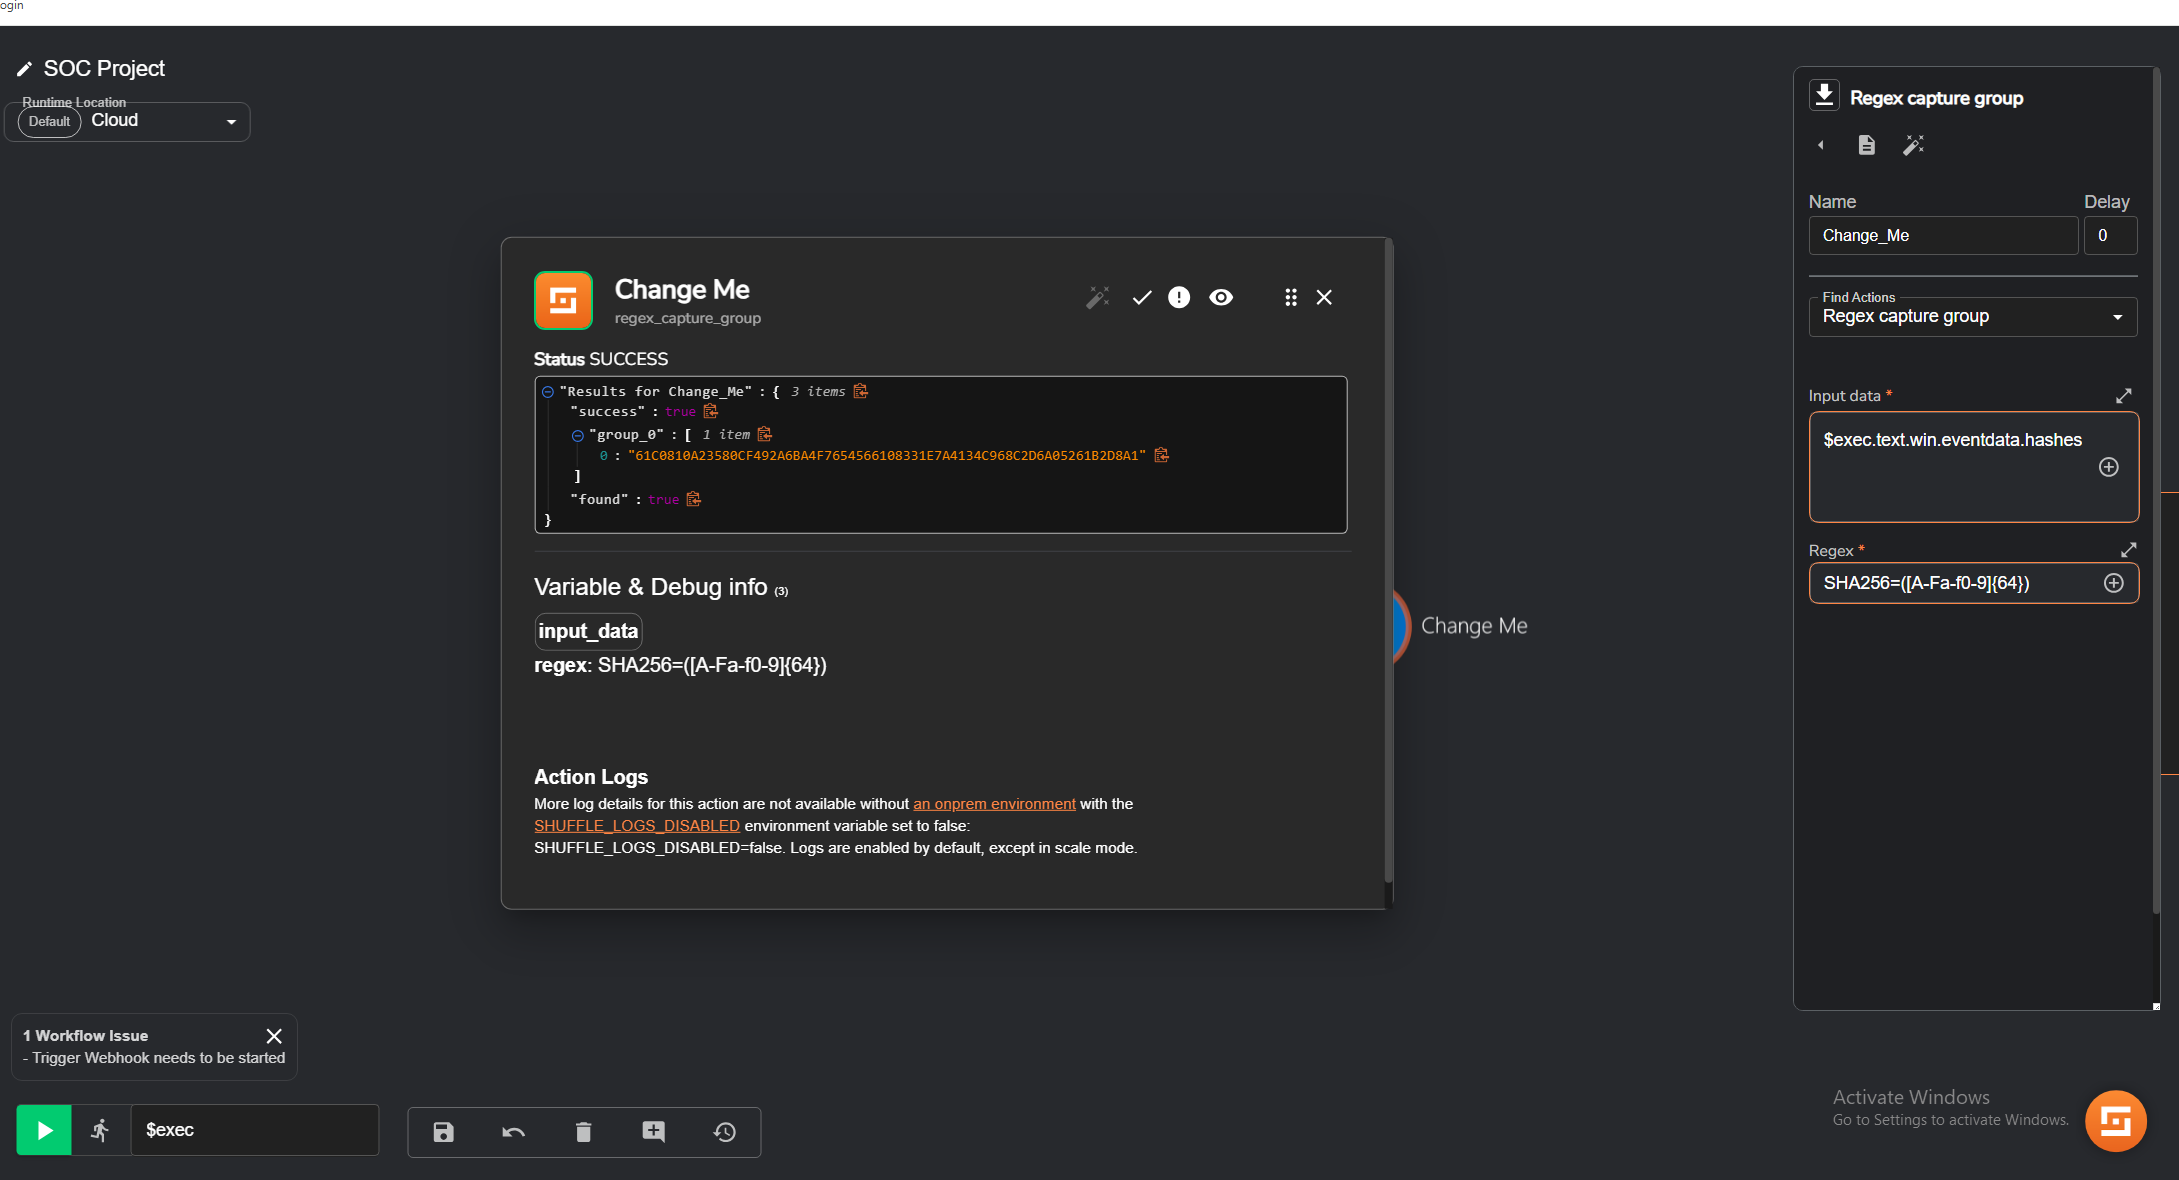 ogin
SOC Project
Runtime Location
Default Cloud
Change Me
regex_capture_group
Status SUCCESS
"Results for Change_Me" : { 3 items
"success" : true
"group_0" : [ 1 item
0 : "61C0810A23580CF492A6BA4F7654566108331E7A4134C968C2D6A05261B2D8A1"
]
"found" : true
}
Variable & Debug info (3)
input_data
regex: SHA256=([A-Fa-f0-9]{64})
Action Logs
More log details for this action are not available without an onprem environment with the
SHUFFLE_LOGS_DISABLED environment variable set to false:
SHUFFLE_LOGS_DISABLED=false. Logs are enabled by default, except in scale mode.
Change Me
Regex capture group
Name Delay
Change_Me 0
Find Actions
Regex capture group
Input data *
$exec.text.win.eventdata.hashes
Regex *
SHA256=([A-Fa-f0-9]{64})
1 Workflow Issue
- Trigger Webhook needs to be started
$exec
Activate Windows
Go to Settings to activate Windows.